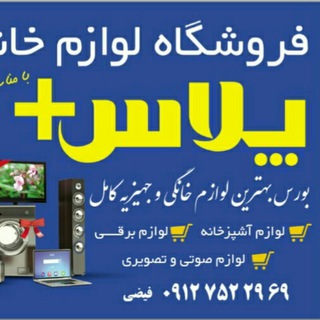 فروشگاه لوازم
با
پلاس+
بورس بهترین لوازم خانگی و جهیزیه کامل
لوازم آشپزخانه لوازم برقی
لوازم صوتی و تصویری
۰۹۱۲ ۷۵۲ ۲۹ ۶۹ فیضی